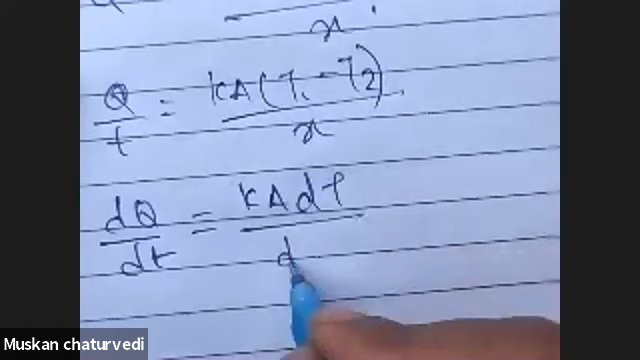 x.
Q/t = KA(T1 - T2)/x.
dQ/dt = KAdT/d
Muskan chaturvedi